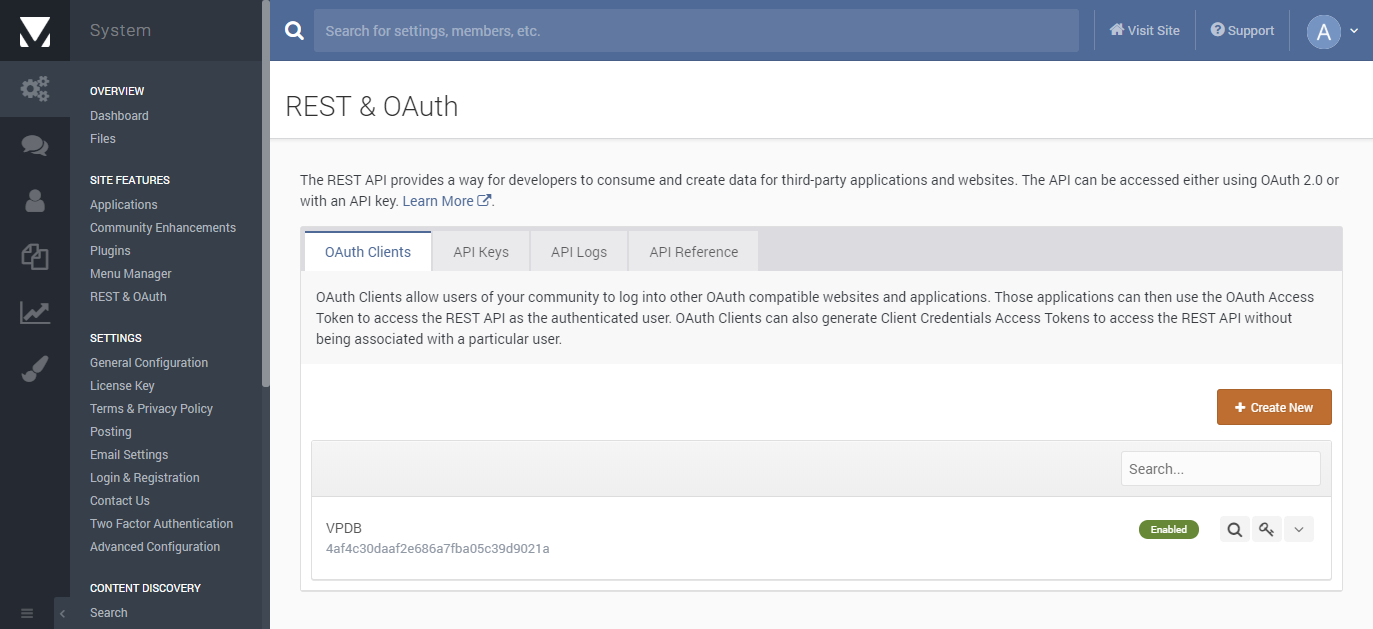 System
OVERVIEW
Dashboard
Files
SITE FEATURES
Applications
Community Enhancements
Plugins
Menu Manager
REST & OAuth
SETTINGS
General Configuration
License Key
Terms & Privacy Policy
Posting
Email Settings
Login & Registration
Contact Us
Two Factor Authentication
Advanced Configuration
CONTENT DISCOVERY
Search
Search for settings, members, etc.
Visit Site
Support
A
REST & OAuth
The REST API provides a way for developers to consume and create data for third-party applications and websites. The API can be accessed either using OAuth 2.0 or
with an API key. Learn More.
OAuth Clients
API Keys
API Logs
API Reference
OAuth Clients allow users of your community to log into other OAuth compatible websites and applications. Those applications can then use the OAuth Access
Token to access the REST API as the authenticated user. OAuth Clients can also generate Client Credentials Access Tokens to access the REST API without
being associated with a particular user.
Create New
Search...
VPDB
Enabled
4af4c30daaf2e686a7fba05c39d9021a